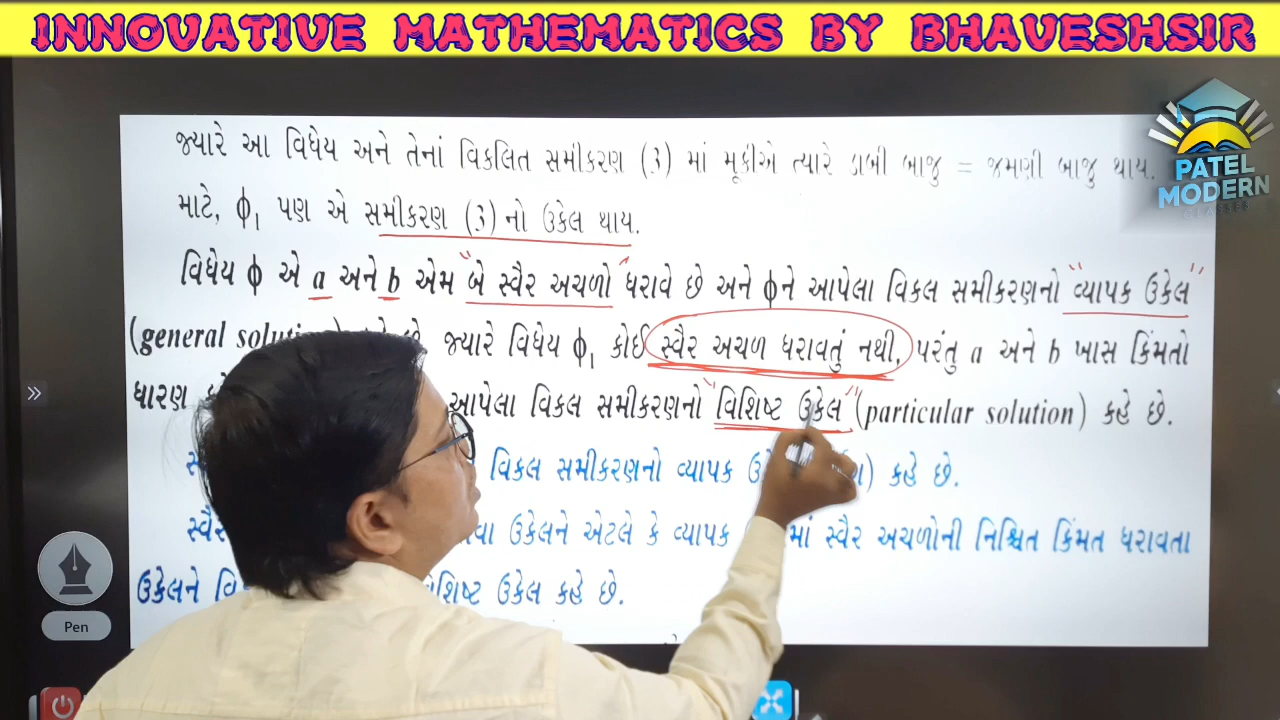 INNOVATIVE MATHEMATICS BY BHAVESHSIR
જ્યારે આ વિધેય અને તેનાં વિકલિત સમીકરણ (3) માં મૂકીએ ત્યારે ડાબી બાજુ = જમણી બાજુ થાય.
માટે, ϕ₁ પણ એ સમીકરણ (3) નો ઉકેલ થાય.
વિધેય ϕ એ a અને b એમ "બે સ્વૈર અચળો" ધરાવે છે અને ϕને આપેલા વિકલ સમીકરણનો "વ્યાપક ઉકેલ"
(general છે. જ્યારે વિધેય ϕ₁ કોઈ સ્વૈર અચળ ધરાવતું નથી, પરંતુ a અને b ખાસ કિંમતો
ધારણ આપેલા વિકલ સમીકરણનો "વિશિષ્ટ ઉકેલ" (particular solution) કહે છે.
વિકલ સમીકરણનો વ્યાપક કહે છે.
ઉકેલને એટલે કે વ્યાપક સ્વૈર અચળોની નિશ્ચિત કિંમત ધરાવતા
ઉકેલને ઉકેલ કહે છે.
PATEL
MODERN
CLASSES
Pen